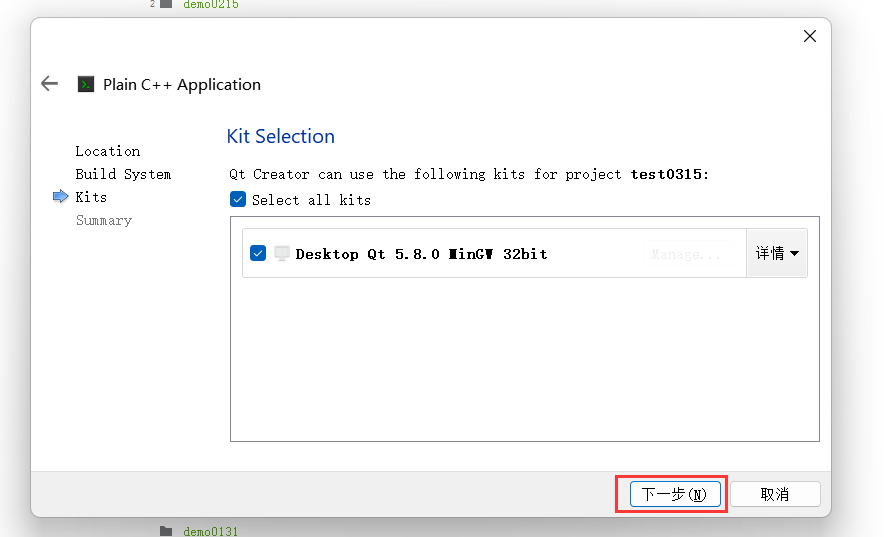 2 demo0215
Plain C++ Application
Location
Build System
Kits
Summary
Kit Selection
Qt Creator can use the following kits for project test0315:
Select all kits
Desktop Qt 5.8.0 MinGW 32bit
Manage...
详情
下一步(N)
取消
demo0131